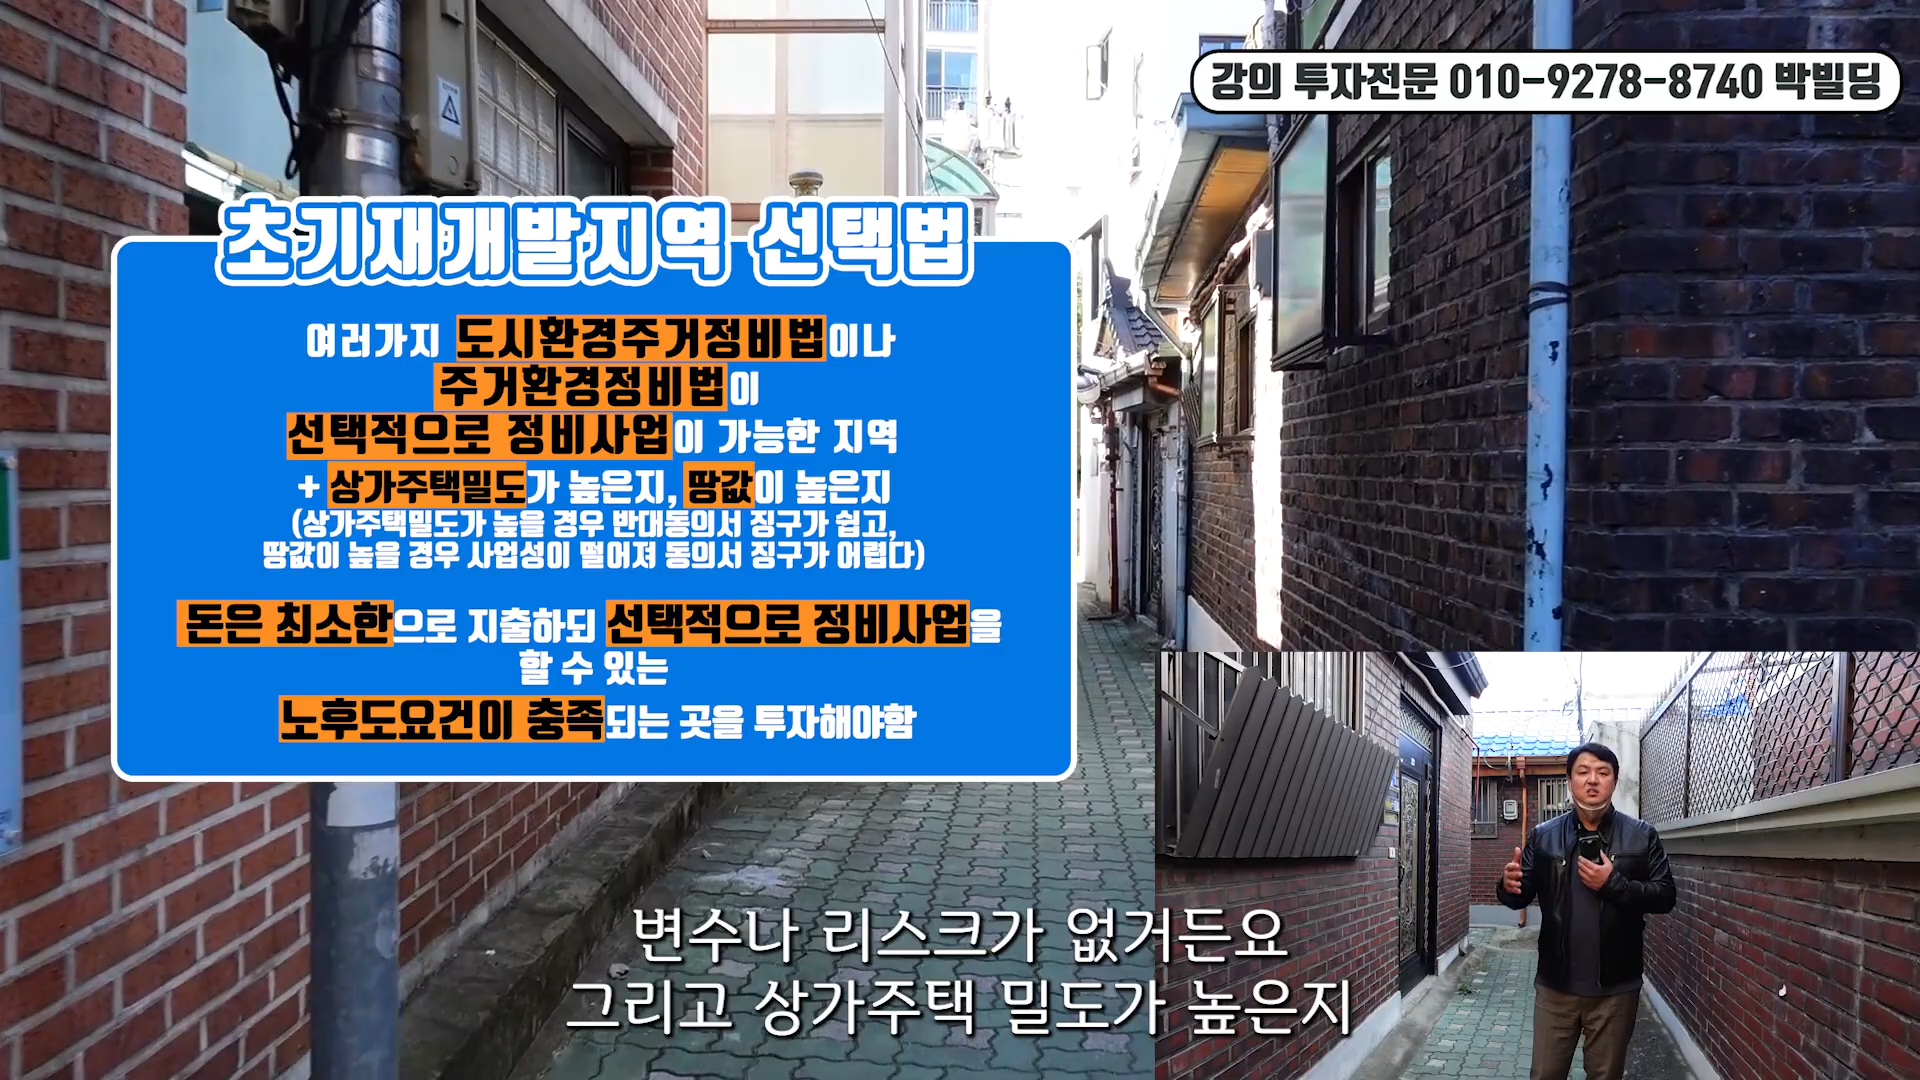 강의 투자전문 010-9278-8740 박빌딩
초기재개발지역 선택법
여러가지 도시환경주거정비법이나
주거환경정비법이
선택적으로 정비사업이 가능한 지역
+ 상가주택밀도가 높은지, 땅값이 높은지
(상가주택밀도가 높을 경우 반대동의서 징구가 쉽고,
땅값이 높을 경우 사업성이 떨어져 동의서 징구가 어렵다)
돈은 최소한으로 지출하되 선택적으로 정비사업을
할 수 있는
노후도요건이 충족되는 곳을 투자해야함
변수나 리스크가 없거든요
그리고 상가주택 밀도가 높은지